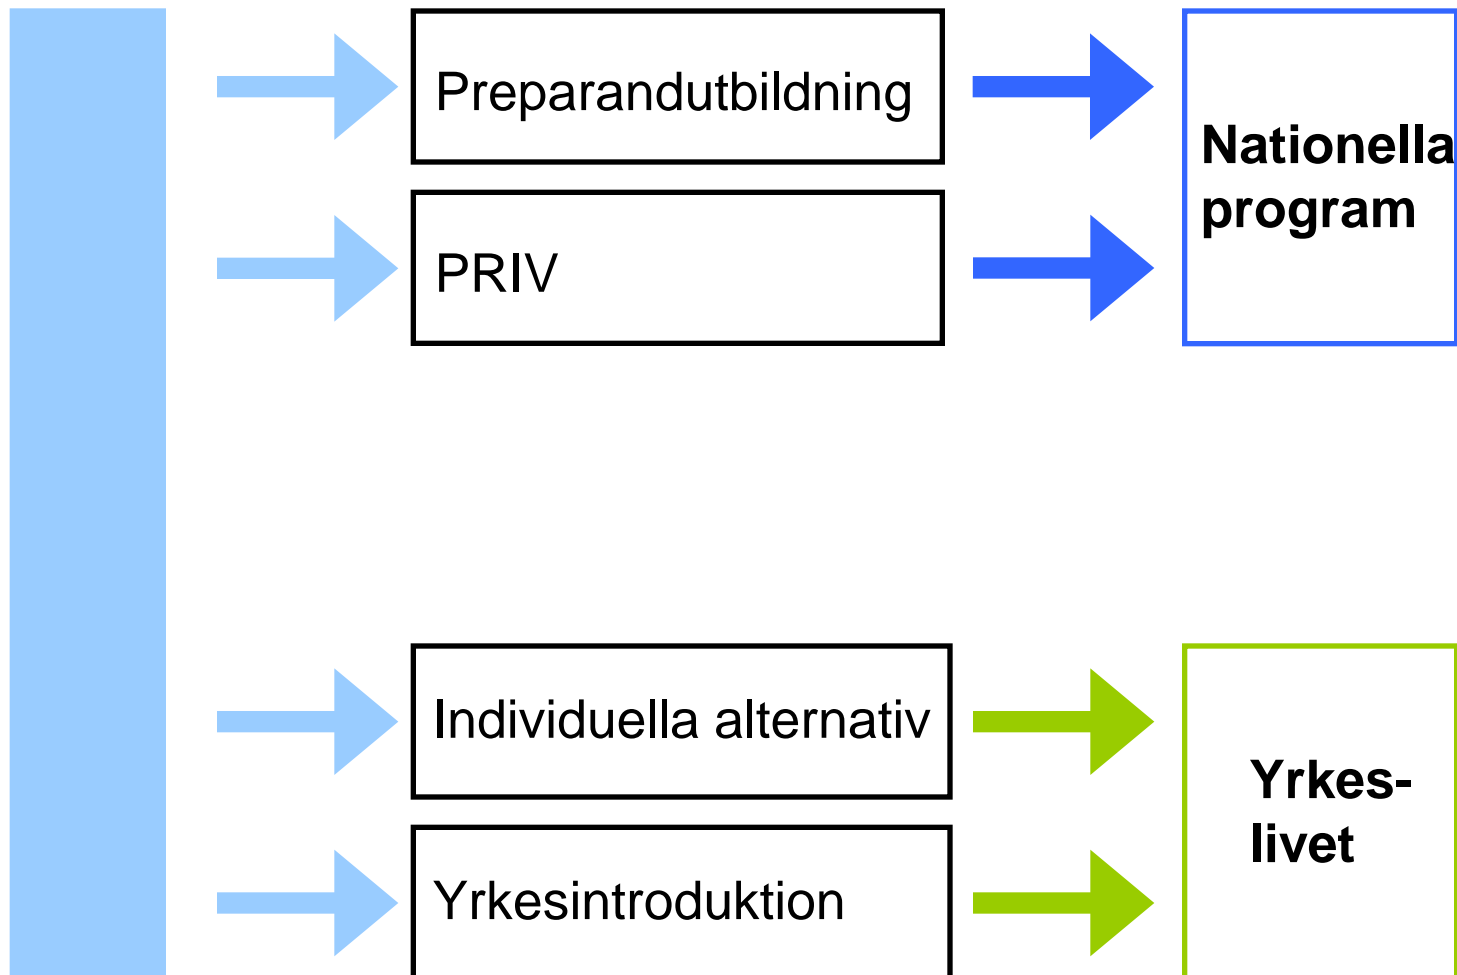 Preparandutbildning
Nationella
program
PRIV
Individuella alternativ
Yrkes-
livet
Yrkesintroduktion